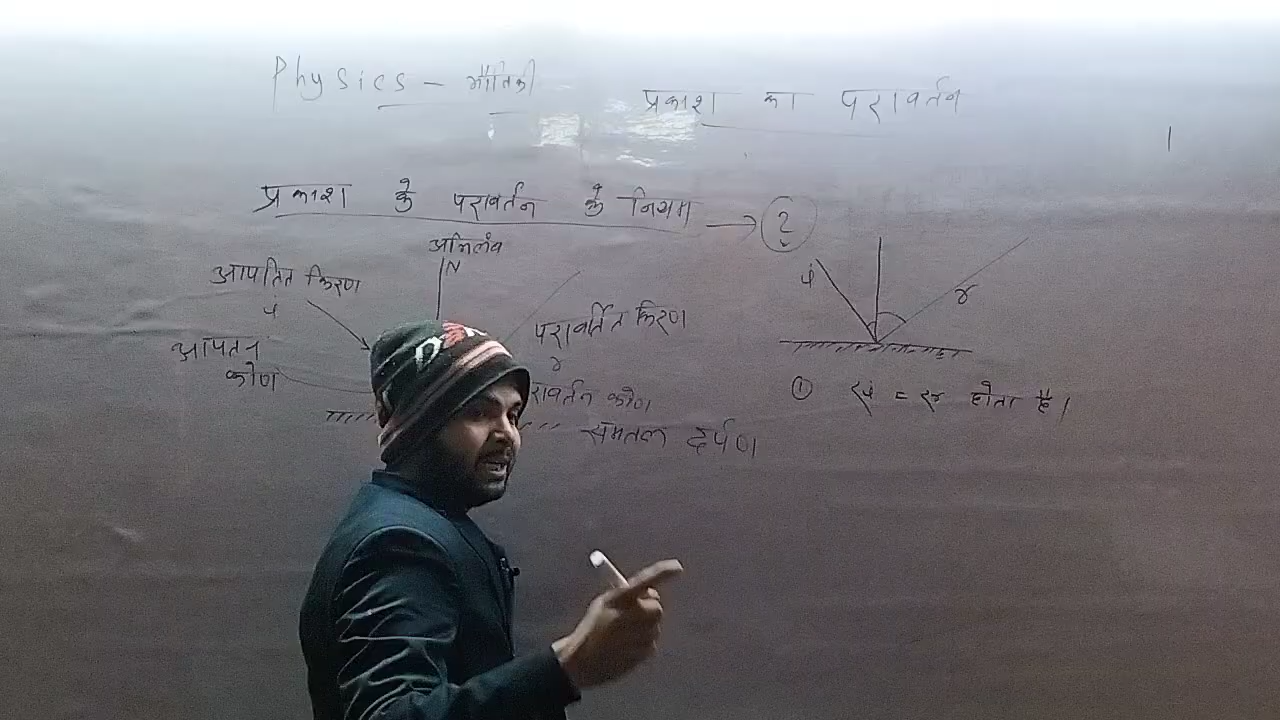 Physics - भौतिकी
प्रकाश का परावर्तन
प्रकाश के परावर्तन के नियम → 2
अभिलंब
N
आपतित किरण
i
आपतन
कोण
परावर्तित किरण
r
रावर्तन कोण
समतल दर्पण
i
r
① ∠i = ∠r होता है।